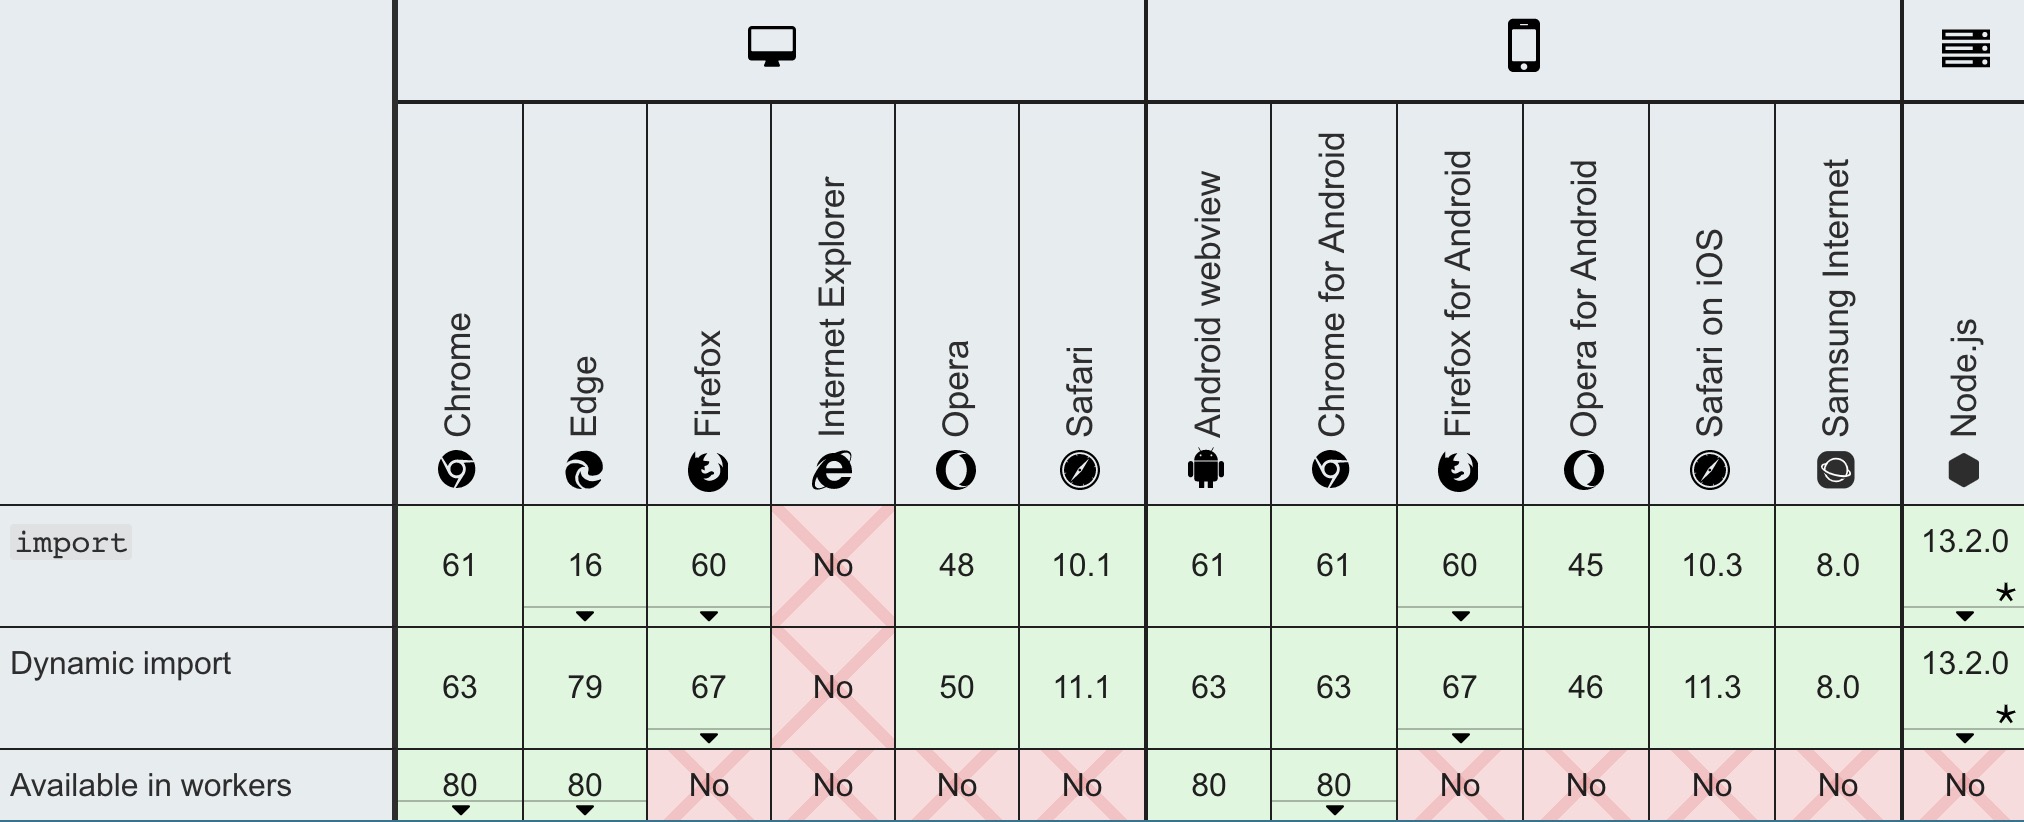 Chrome
Edge
Firefox
Internet Explorer
Opera
Safari
Android webview
Chrome for Android
Firefox for Android
Opera for Android
Safari on iOS
Samsung Internet
Node.js
import 61 16 60 No 48 10.1 61 61 60 45 10.3 8.0 13.2.0 *
Dynamic import 63 79 67 No 50 11.1 63 63 67 46 11.3 8.0 13.2.0 *
Available in workers 80 80 No No No No 80 80 No No No No No